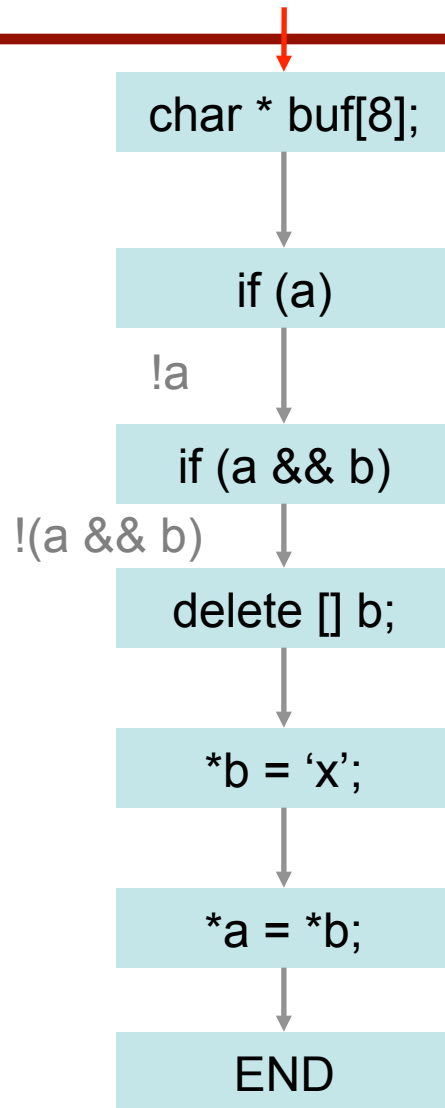 char * buf[8];
if (a)
!a
if (a && b)
!(a && b)
delete [] b;
*b = ‘x’;
*a = *b;
END